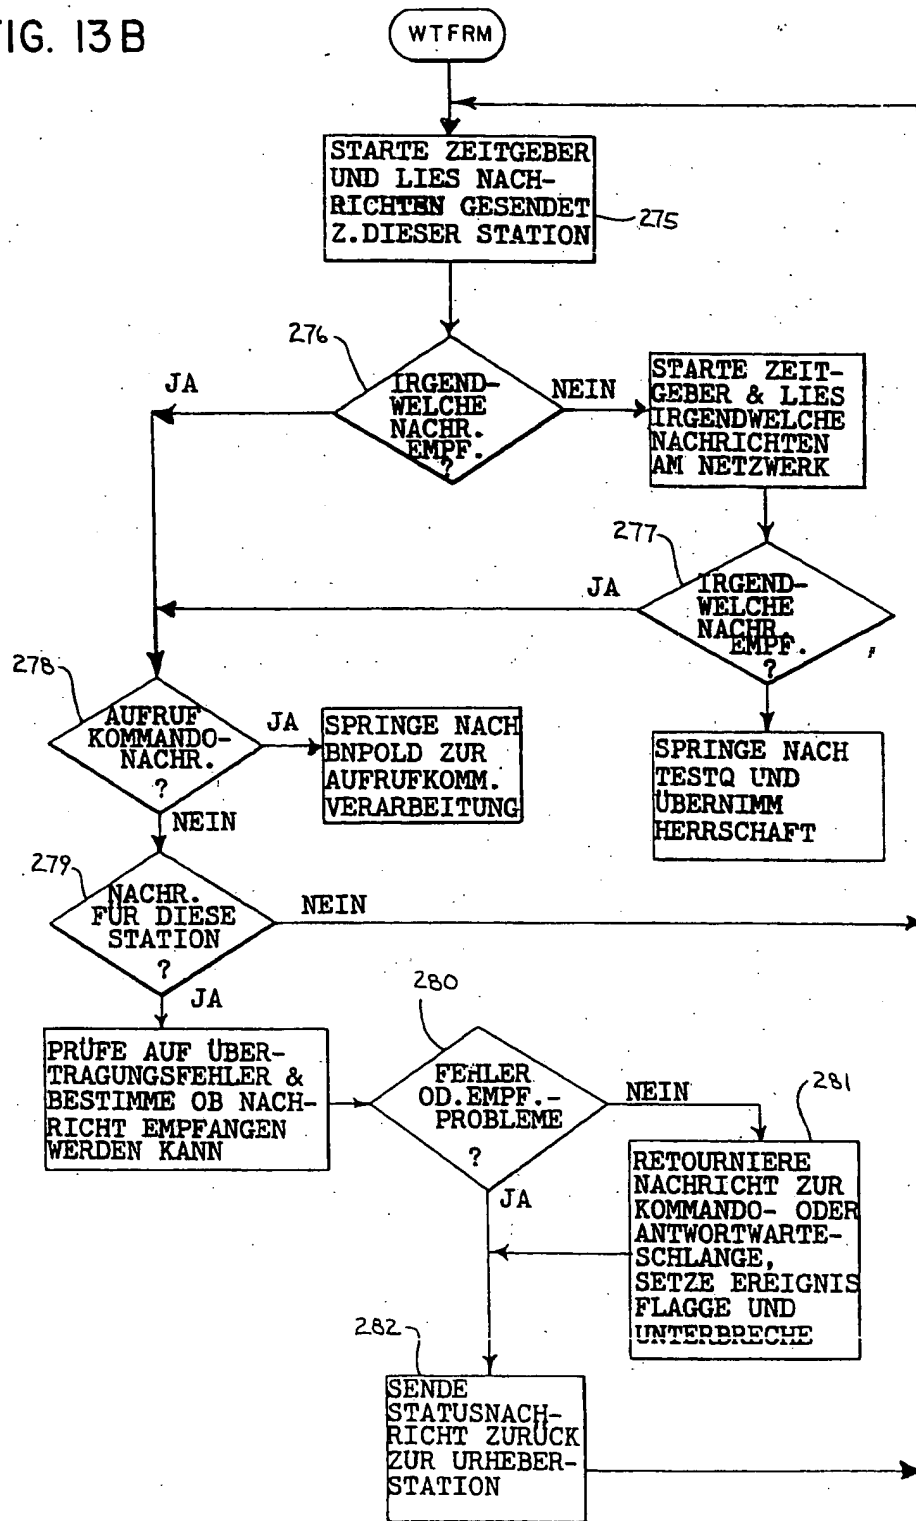 FIG. 13B
WTFRM
STARTE ZEITGEBER
UND LIES NACH-
RICHTEN GESENDET
Z.DIESER STATION
275
276
JA
IRGEND-
WELCHE
NACHR.
EMPF.
?
NEIN
STARTE ZEIT-
GEBER & LIES
IRGENDWELCHE
NACHRICHTEN
AM NETZWERK
277
JA
IRGEND-
WELCHE
NACHR.
EMPF.
?
278
AUFRUF
KOMMANDO-
NACHR.
?
JA
SPRINGE NACH
BNPOLD ZUR
AUFRUFKOMM.
VERARBEITUNG
SPRINGE NACH
TESTQ UND
ÜBERNIMM
HERRSCHAFT
NEIN
279
NACHR.
FÜR DIESE
STATION
?
NEIN
JA
PRÜFE AUF ÜBER-
TRAGUNGSFEHLER &
BESTIMME OB NACH-
RICHT EMPFANGEN
WERDEN KANN
280
FEHLER
OD.EMPF.-
PROBLEME
?
NEIN
JA
281
RETOURNIERE
NACHRICHT ZUR
KOMMANDO- ODER
ANTWORTWARTE-
SCHLANGE,
SETZE EREIGNIS
FLAGGE UND
UNTERBRECHE
282
SENDE
STATUSNACH-
RICHT ZURÜCK
ZUR URHEBER-
STATION